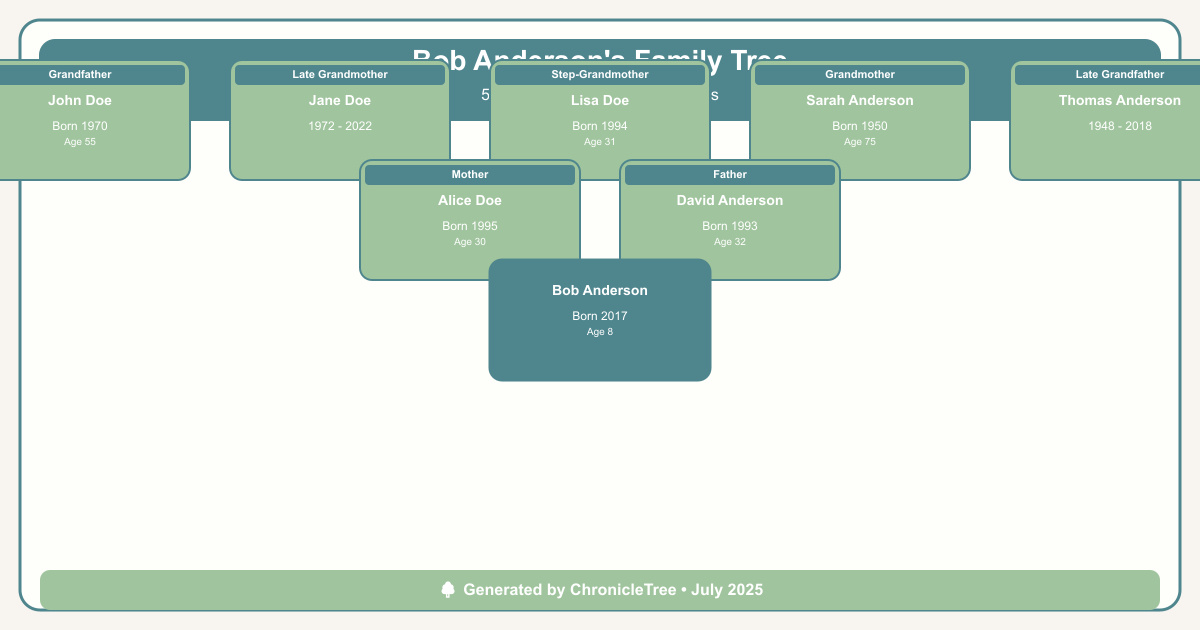 Bob Anderson's Family Tree
5 s
Grandfather
John Doe
Born 1970
Age 55
Late Grandmother
Jane Doe
1972 - 2022
Step-Grandmother
Lisa Doe
Born 1994
Age 31
Grandmother
Sarah Anderson
Born 1950
Age 75
Late Grandfather
Thomas Anderson
1948 - 2018
Mother
Alice Doe
Born 1995
Age 30
Father
David Anderson
Born 1993
Age 32
Bob Anderson
Born 2017
Age 8
Generated by ChronicleTree • July 2025